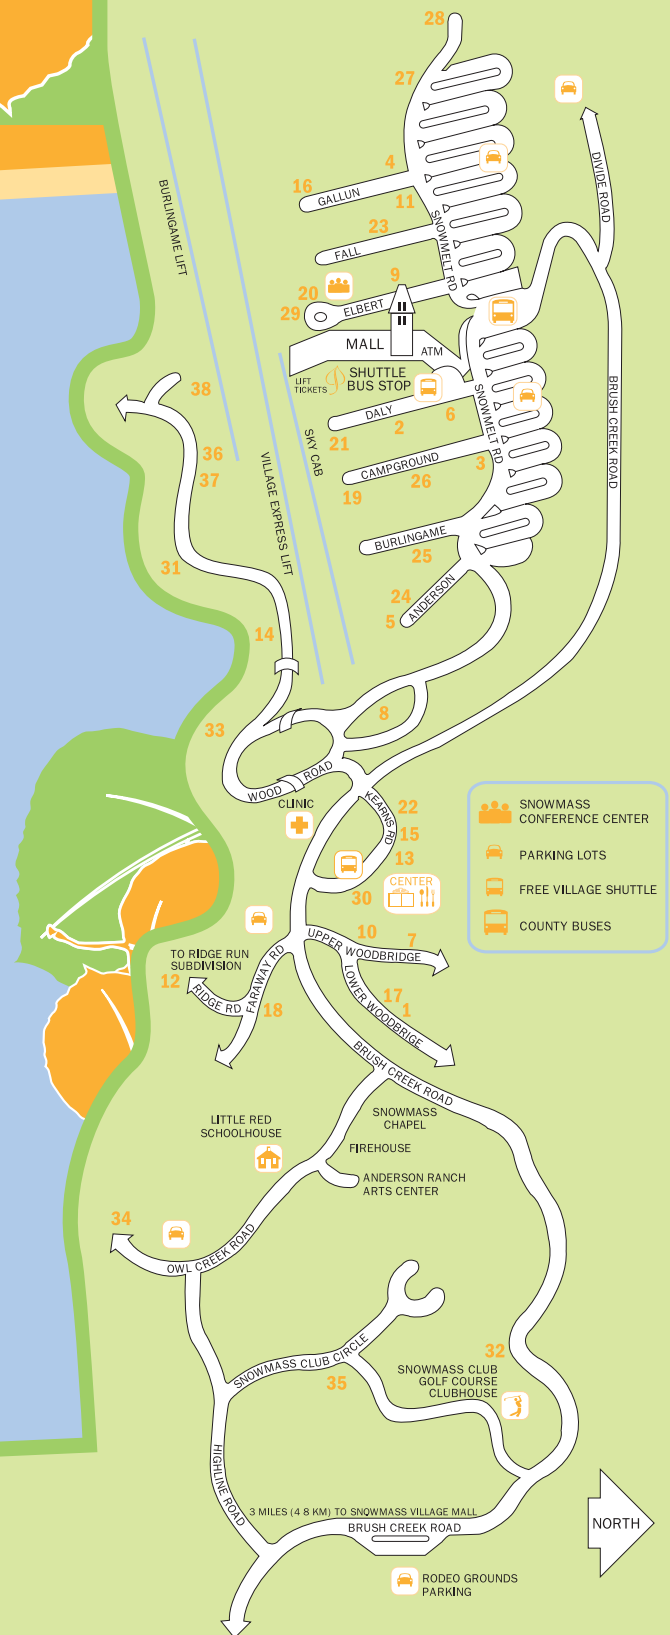 28
27
4
16
GALLUN
11
23
FALL
SNOWMELT RD
DIVIDE ROAD
BURLINGAME LIFT
9
20
29
ELBERT
MALL
ATM
LIFT
TICKETS
SHUTTLE
BUS STOP
38
DALY
6
2
21
SNOWMELT RD
BRUSH CREEK ROAD
SKY CAB
VILLAGE EXPRESS LIFT
36
37
CAMPGROUND
3
26
19
BURLINGAME
25
31
24
5
ANDERSON
14
33
8
WOOD ROAD
CLINIC
KEARNS RD
22
15
13
CENTER
30
SNOWMASS
CONFERENCE CENTER
PARKING LOTS
FREE VILLAGE SHUTTLE
COUNTY BUSES
10
7
UPPER WOODBRIDGE
TO RIDGE RUN
SUBDIVISION
12
RIDGE RD
FARAWAY RD
18
LOWER WOODBRIGE
17
1
BRUSH CREEK ROAD
SNOWMASS
CHAPEL
LITTLE RED
SCHOOLHOUSE
FIREHOUSE
ANDERSON RANCH
ARTS CENTER
34
OWL CREEK ROAD
32
SNOWMASS CLUB CIRCLE
35
SNOWMASS CLUB
GOLF COURSE
CLUBHOUSE
HIGHLINE ROAD
3 MILES (4 8 KM) TO SNOWMASS VILLAGE MALL
BRUSH CREEK ROAD
NORTH
RODEO GROUNDS
PARKING